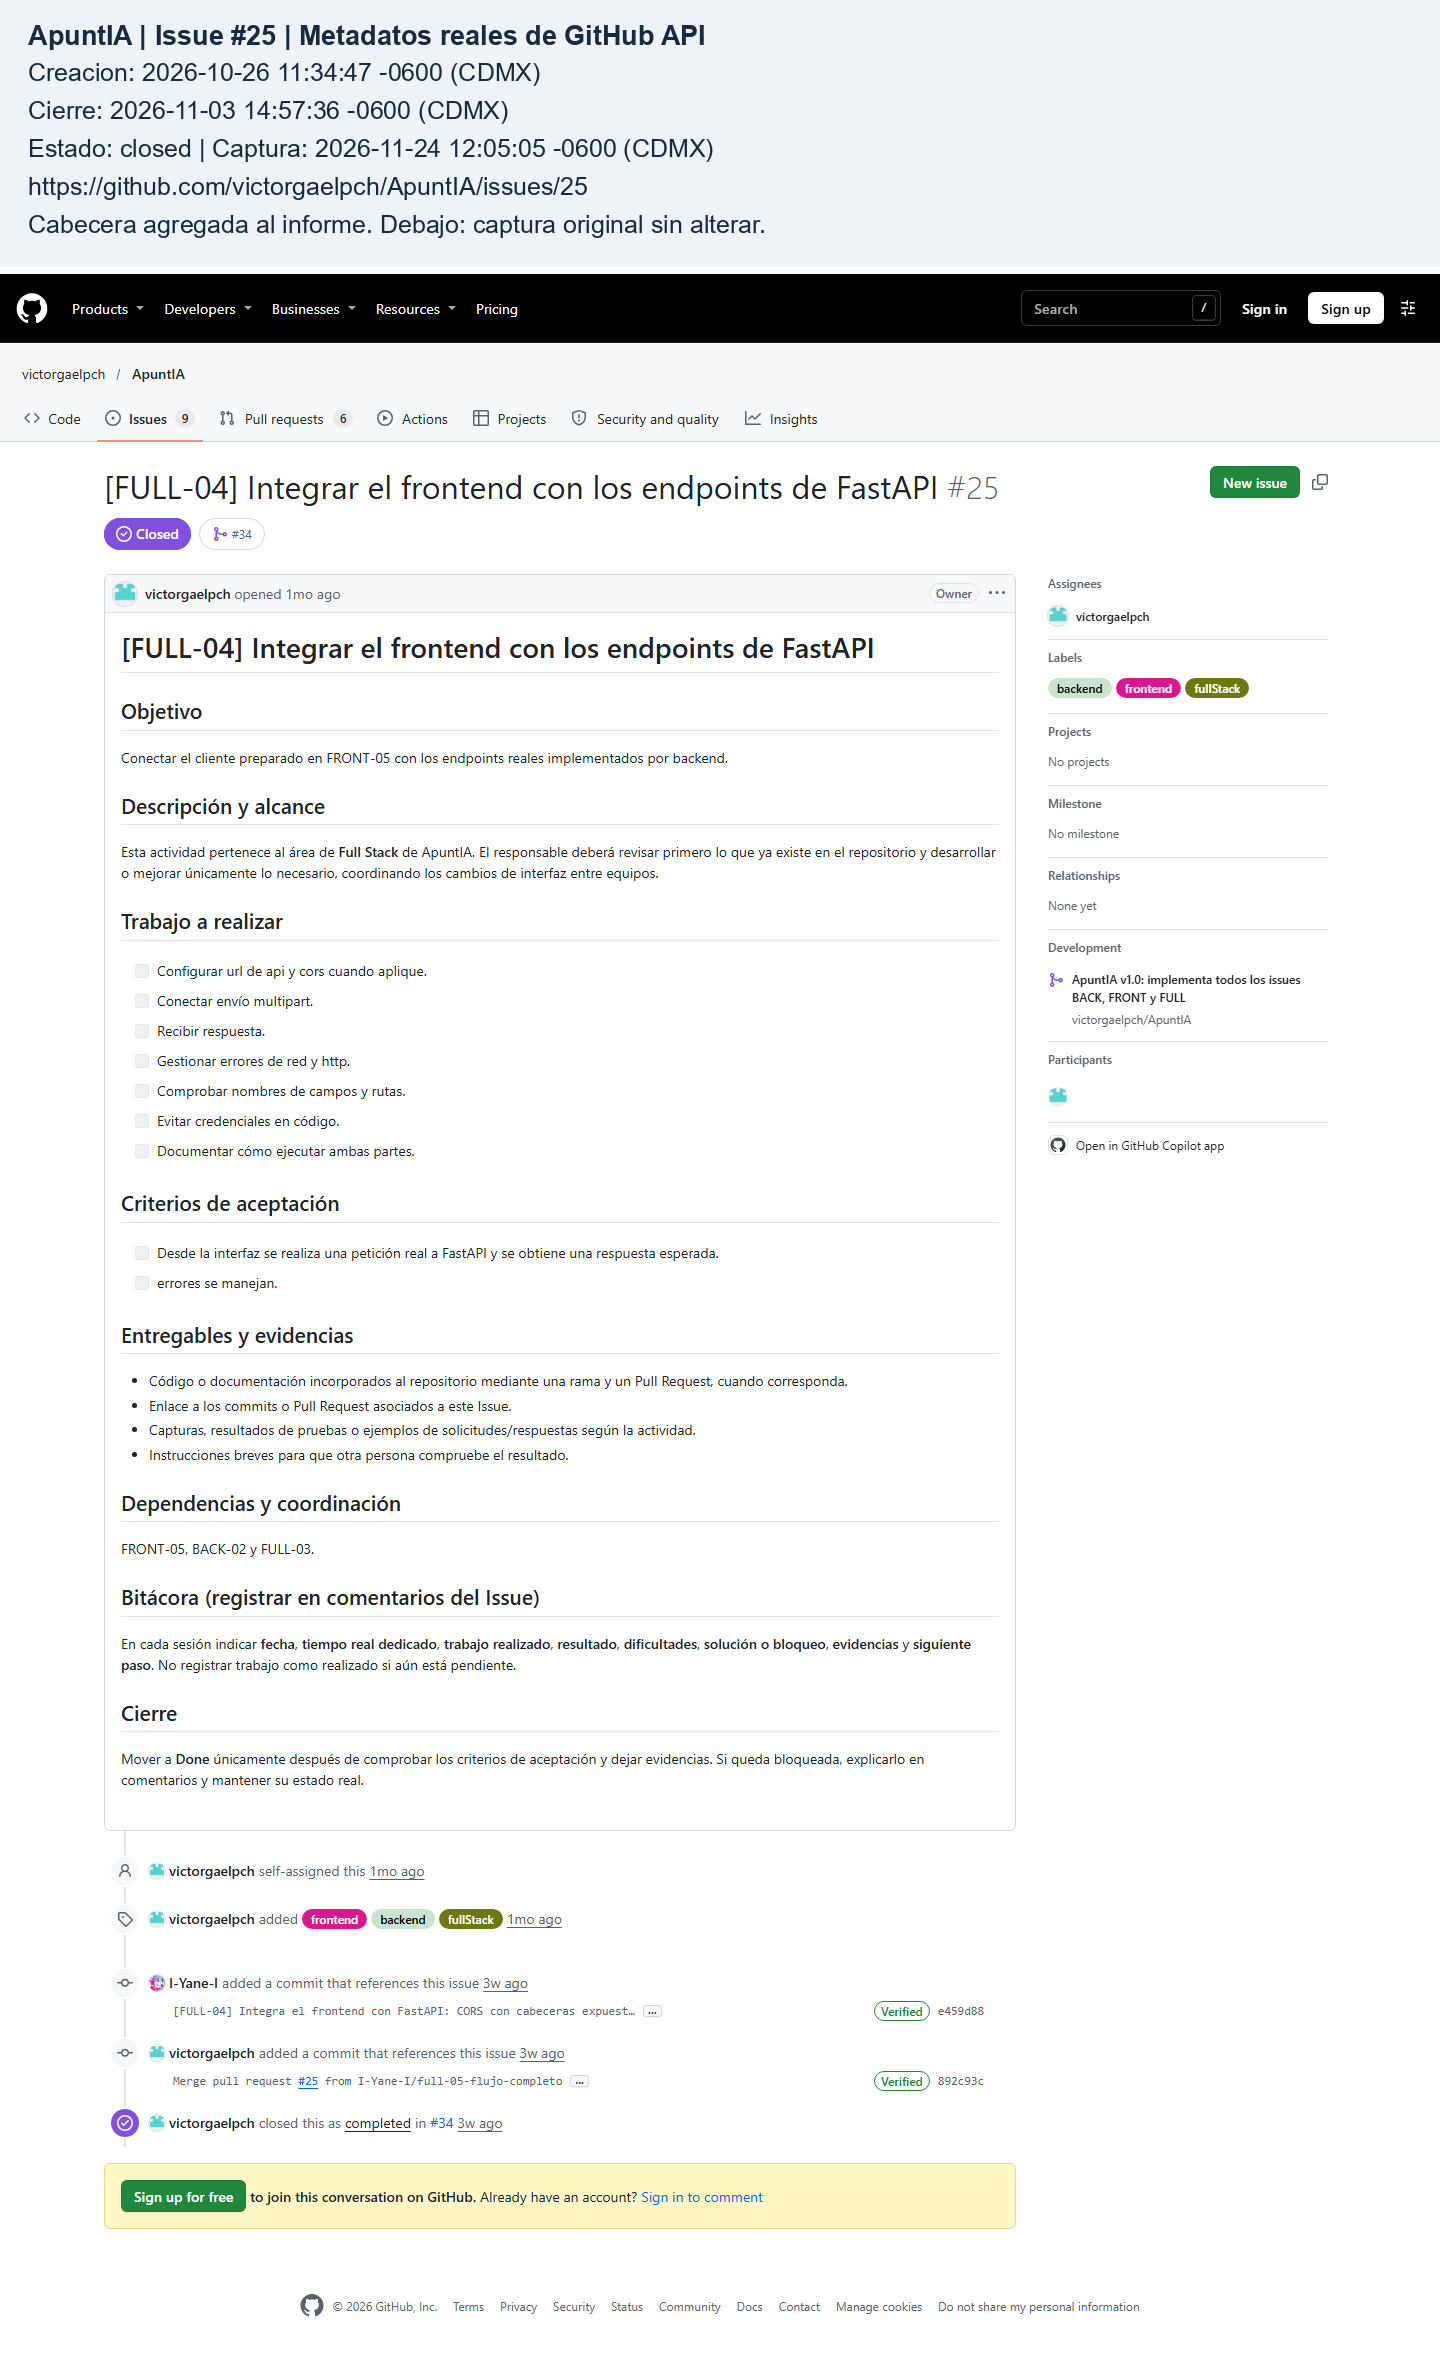 ApuntIA | Issue #25 | Metadatos reales de GitHub API
Creacion: 2026-10-26 11:34:47 -0600 (CDMX)
Cierre: 2026-11-03 14:57:36 -0600 (CDMX)
Estado: closed | Captura: 2026-11-24 12:05:05 -0600 (CDMX)
https://github.com/victorgaelpch/ApuntIA/issues/25
Cabecera agregada al informe. Debajo: captura original sin alterar.
Products Developers Businesses Resources Pricing Search / Sign in Sign up
victorgaelpch / ApuntIA
Code Issues 9 Pull requests 6 Actions Projects Security and quality Insights
[FULL-04] Integrar el frontend con los endpoints de FastAPI #25
New issue
Closed #34
victorgaelpch opened 1mo ago Owner
[FULL-04] Integrar el frontend con los endpoints de FastAPI
Objetivo
Conectar el cliente preparado en FRONT-05 con los endpoints reales implementados por backend.
Descripción y alcance
Esta actividad pertenece al área de Full Stack de ApuntIA. El responsable deberá revisar primero lo que ya existe en el repositorio y desarrollar
o mejorar únicamente lo necesario, coordinando los cambios de interfaz entre equipos.
Trabajo a realizar
Configurar url de api y cors cuando aplique.
Conectar envío multipart.
Recibir respuesta.
Gestionar errores de red y http.
Comprobar nombres de campos y rutas.
Evitar credenciales en código.
Documentar cómo ejecutar ambas partes.
Criterios de aceptación
Desde la interfaz se realiza una petición real a FastAPI y se obtiene una respuesta esperada.
errores se manejan.
Entregables y evidencias
Código o documentación incorporados al repositorio mediante una rama y un Pull Request, cuando corresponda.
Enlace a los commits o Pull Request asociados a este Issue.
Capturas, resultados de pruebas o ejemplos de solicitudes/respuestas según la actividad.
Instrucciones breves para que otra persona compruebe el resultado.
Dependencias y coordinación
FRONT-05, BACK-02 y FULL-03.
Bitácora (registrar en comentarios del Issue)
En cada sesión indicar fecha, tiempo real dedicado, trabajo realizado, resultado, dificultades, solución o bloqueo, evidencias y siguiente
paso. No registrar trabajo como realizado si aún está pendiente.
Cierre
Mover a Done únicamente después de comprobar los criterios de aceptación y dejar evidencias. Si queda bloqueada, explicarlo en
comentarios y mantener su estado real.
Assignees
victorgaelpch
Labels
backend frontend fullStack
Projects
No projects
Milestone
No milestone
Relationships
None yet
Development
ApuntIA v1.0: implementa todos los issues
BACK, FRONT y FULL
victorgaelpch/ApuntIA
Participants
Open in GitHub Copilot app
victorgaelpch self-assigned this 1mo ago
victorgaelpch added frontend backend fullStack 1mo ago
I-Yane-I added a commit that references this issue 3w ago
[FULL-04] Integra el frontend con FastAPI: CORS con cabeceras expuest… ... Verified e459d88
victorgaelpch added a commit that references this issue 3w ago
Merge pull request #25 from I-Yane-I/full-05-flujo-completo ... Verified 892c93c
victorgaelpch closed this as completed in #34 3w ago
Sign up for free to join this conversation on GitHub. Already have an account? Sign in to comment
© 2026 GitHub, Inc. Terms Privacy Security Status Community Docs Contact Manage cookies Do not share my personal information